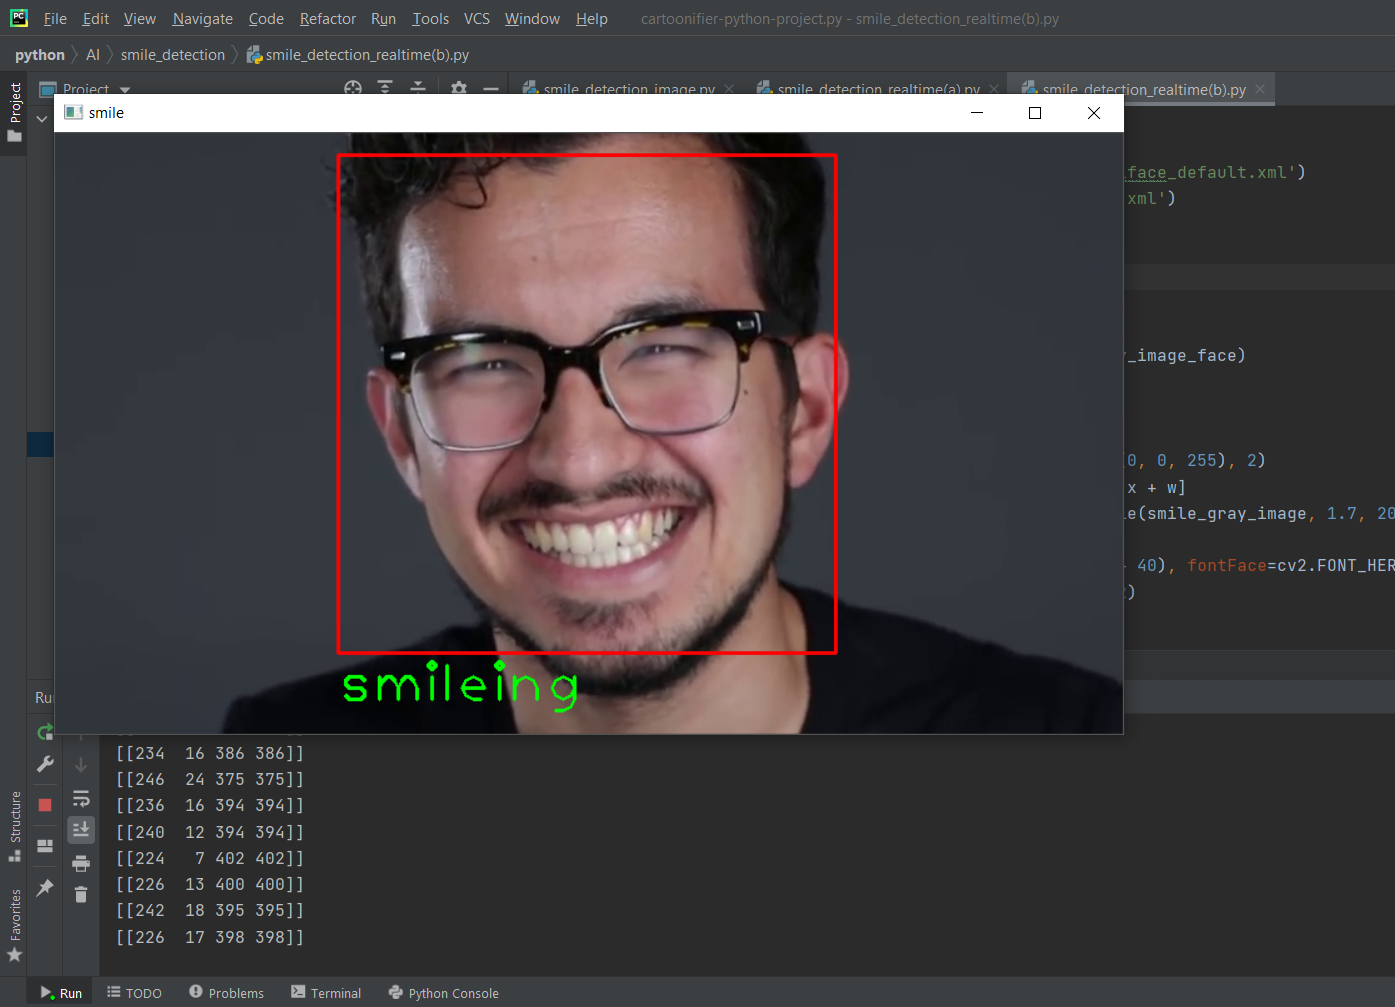 PC File Edit View Navigate Code Refactor Run Tools VCS Window Help cartoonifier-python-project.py - smile_detection_realtime(b).py
python AI smile_detection smile_detection_realtime(b).py
Project
Project smile_detection_image.py smile_detection_realtime(a).py smile_detection_realtime(b).py
smile
face_default.xml')
xml')
_image_face)
0, 0, 255), 2)
x + w]
le(smile_gray_image, 1.7, 20
40), fontFace=cv2.FONT_HER
)
smileing
Ru
[[234 16 386 386]]
[[246 24 375 375]]
[[236 16 394 394]]
[[240 12 394 394]]
[[224 7 402 402]]
[[226 13 400 400]]
[[242 18 395 395]]
[[226 17 398 398]]
Structure
Favorites
Run TODO Problems Terminal Python Console